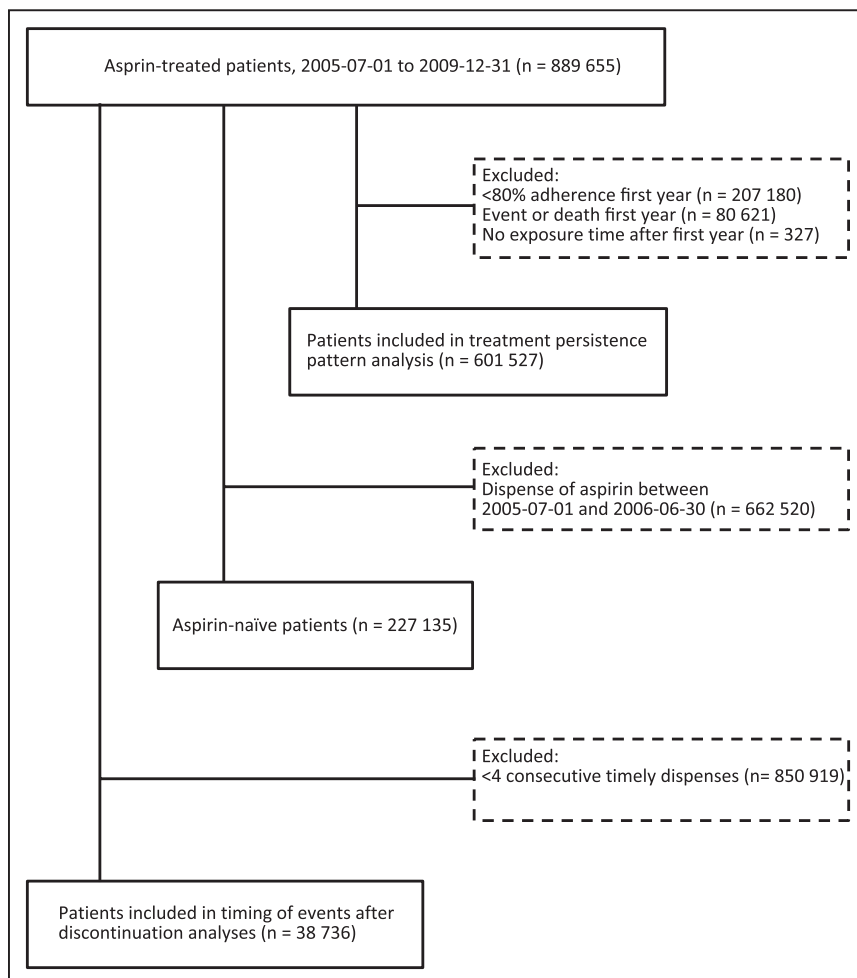 Asprin-treated patients, 2005-07-01 to 2009-12-31 (n = 889 655)
Excluded:
<80% adherence first year (n = 207 180)
Event or death first year (n = 80 621)
No exposure time after first year (n = 327)
Patients included in treatment persistence
pattern analysis (n = 601 527)
Excluded:
Dispense of aspirin between
2005-07-01 and 2006-06-30 (n = 662 520)
Aspirin-naïve patients (n = 227 135)
Excluded:
<4 consecutive timely dispenses (n= 850 919)
Patients included in timing of events after
discontinuation analyses (n = 38 736)